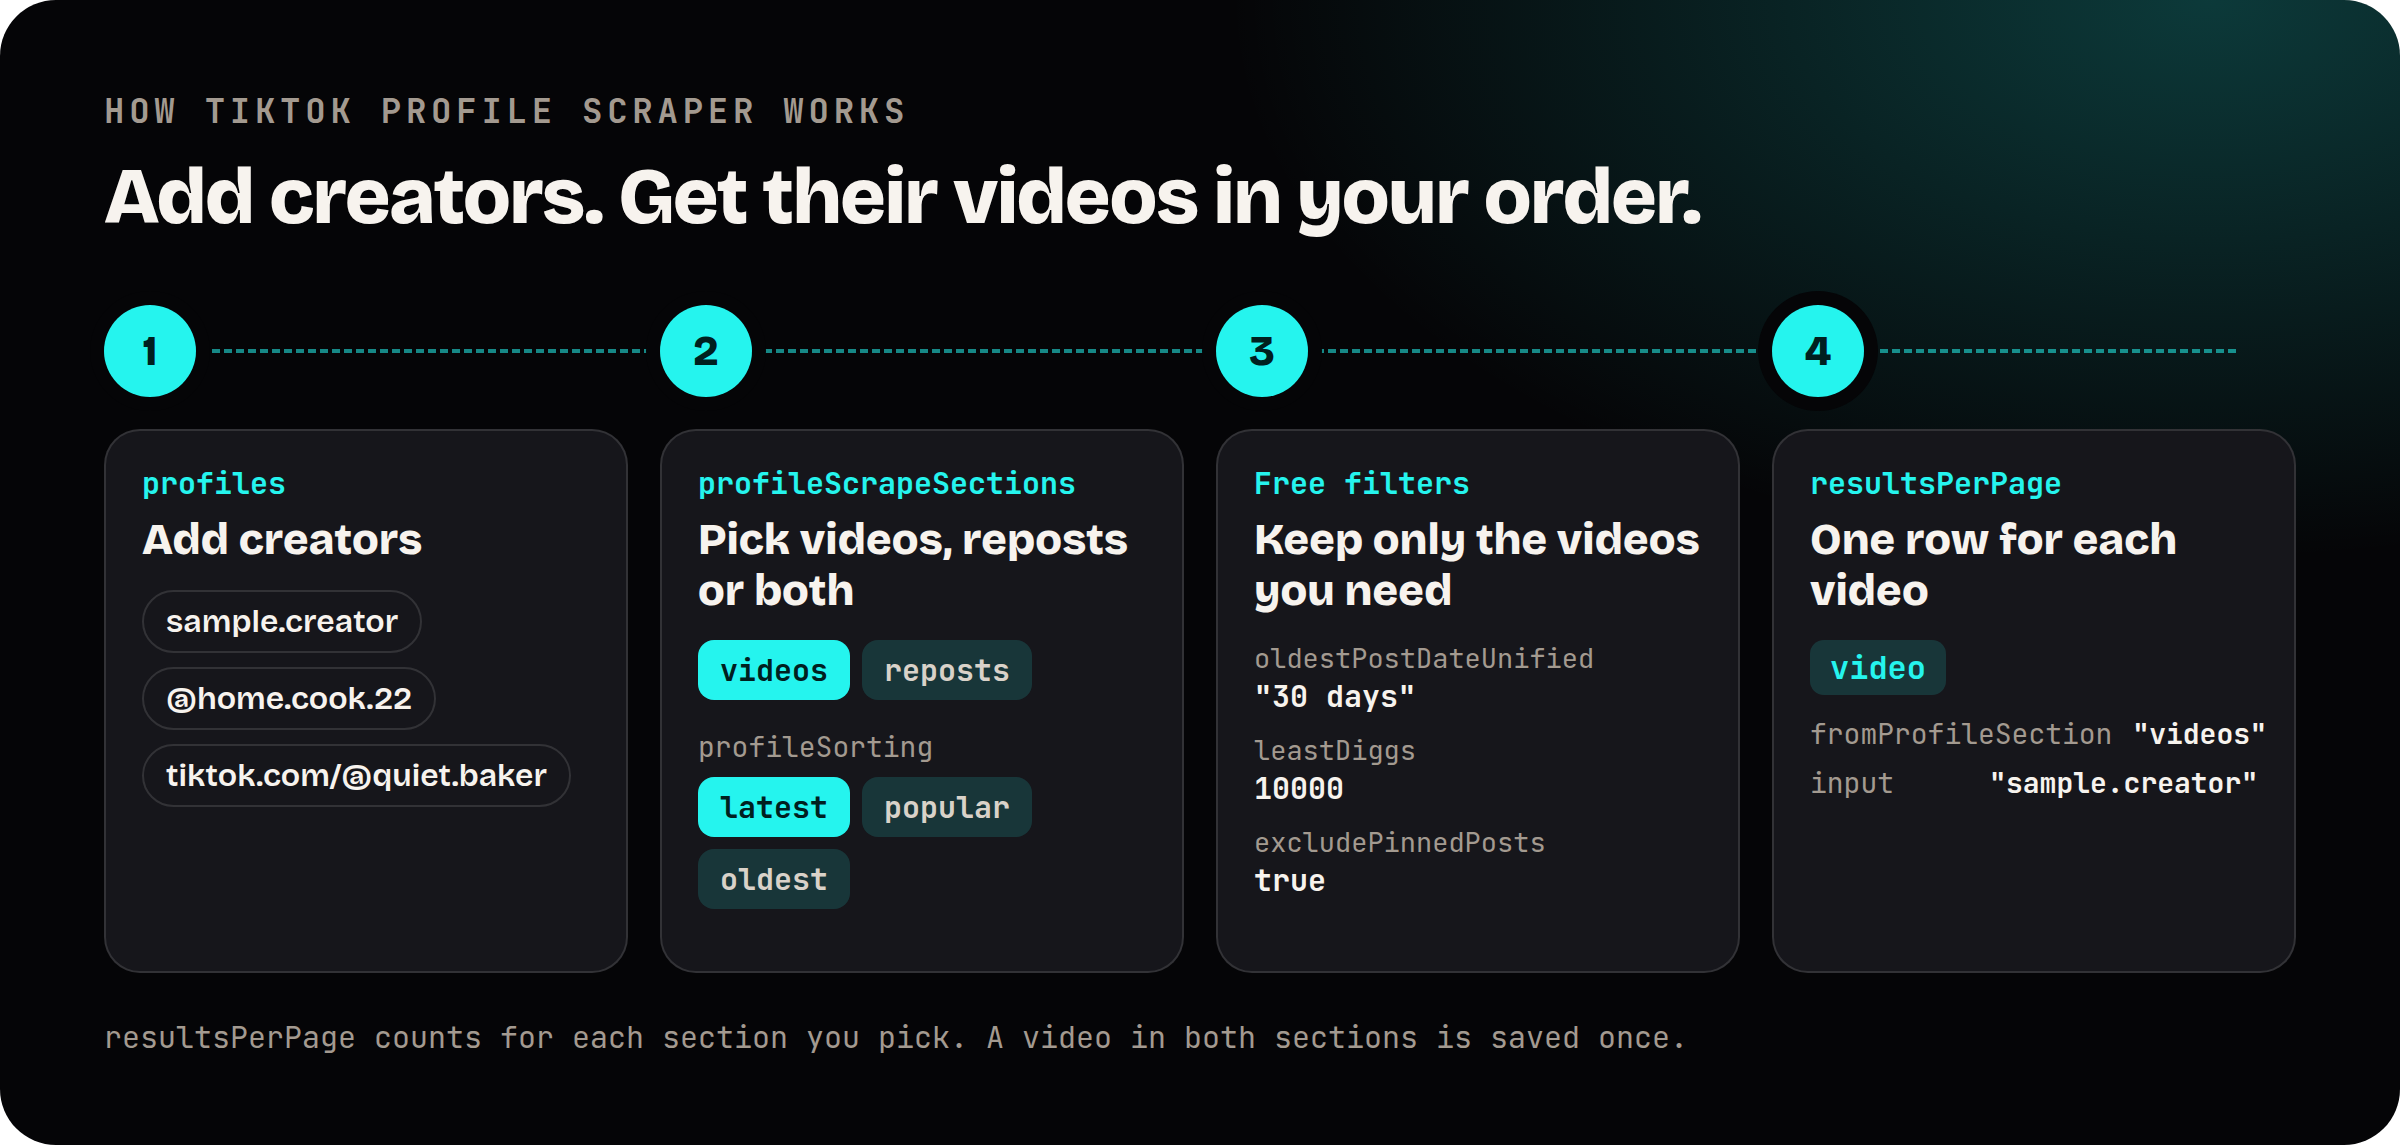 HOW TIKTOK PROFILE SCRAPER WORKS
Add creators. Get their videos in your order.
1
2
3
4
profiles
Add creators
sample.creator
@home.cook.22
tiktok.com/@quiet.baker
profileScrapeSections
Pick videos, reposts
or both
videos reposts
profileSorting
latest popular
oldest
Free filters
Keep only the videos
you need
oldestPostDateUnified
"30 days"
leastDiggs
10000
excludePinnedPosts
true
resultsPerPage
One row for each
video
video
fromProfileSection "videos"
input "sample.creator"
resultsPerPage counts for each section you pick. A video in both sections is saved once.